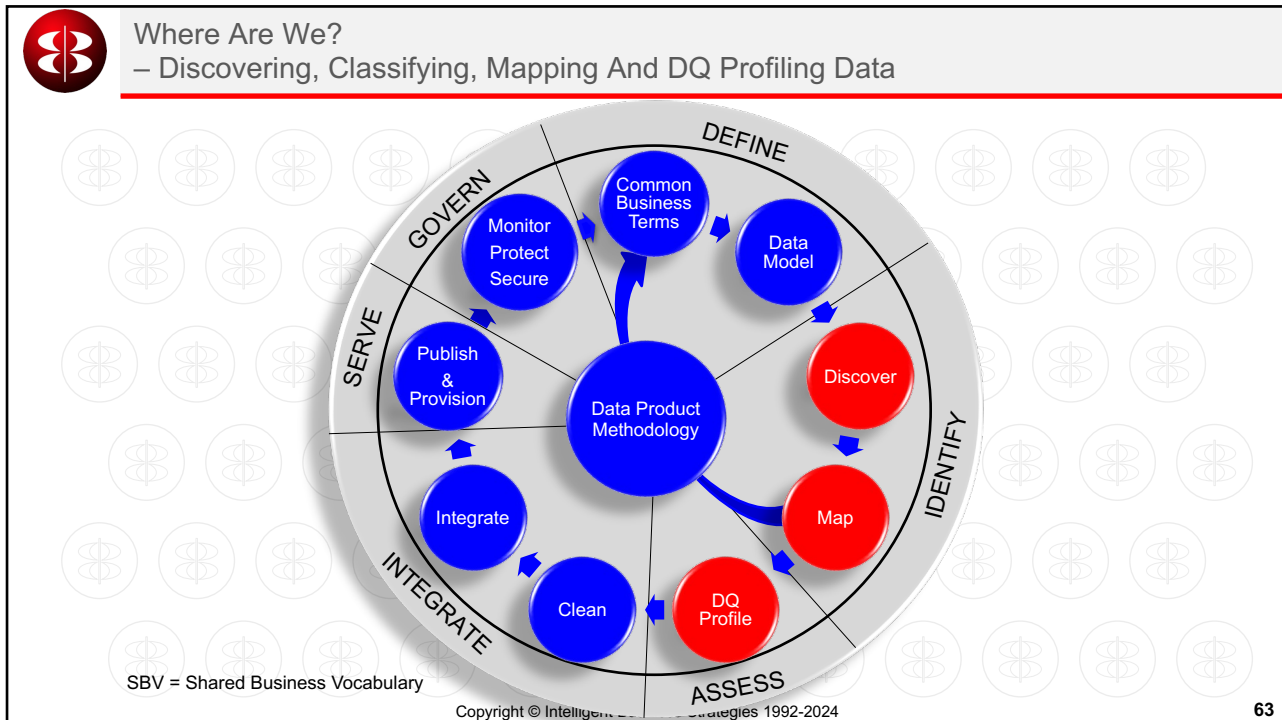 Where Are We?
– Discovering, Classifying, Mapping And DQ Profiling Data
DEFINE
GOVERN
Common
Business
Terms
Monitor
Protect
Secure
Data
Model
SERVE
Publish
&
Provision
Discover
Data Product
Methodology
IDENTIFY
Integrate
Map
INTEGRATE
Clean
DQ
Profile
ASSESS
SBV = Shared Business Vocabulary
Copyright © Intelligent Strategies 1992-2024
63